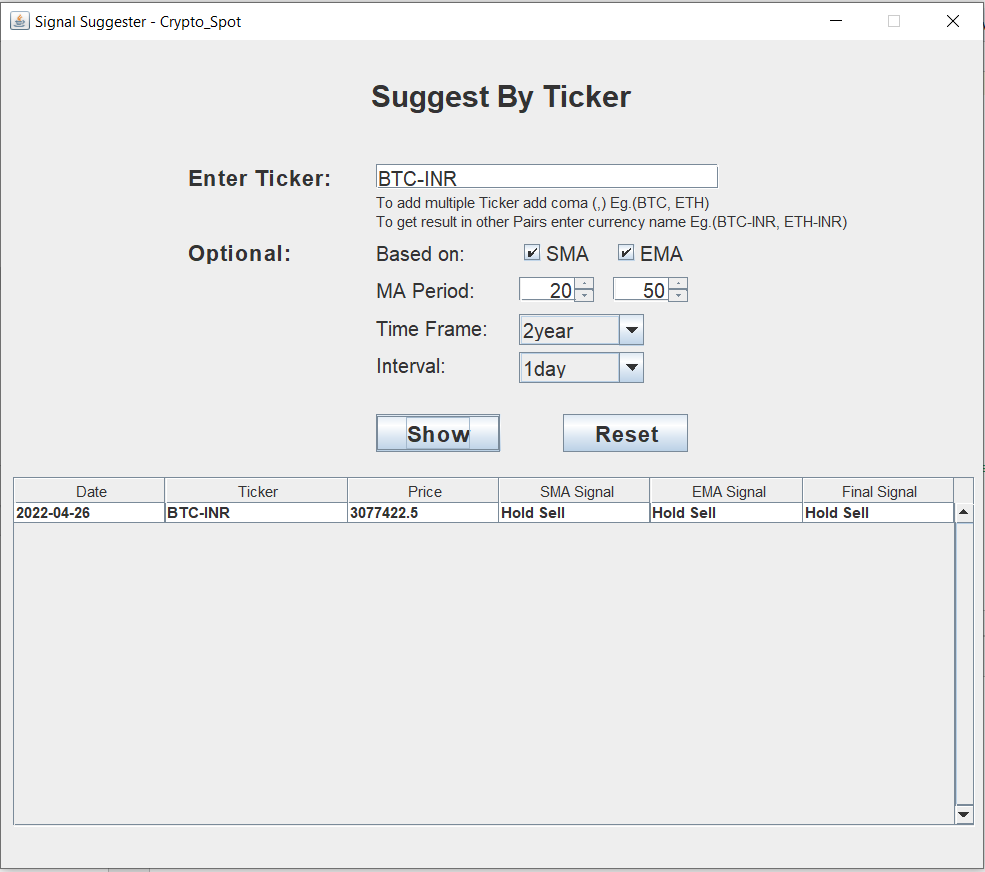 Signal Suggester - Crypto_Spot
Suggest By Ticker
Enter Ticker: BTC-INR
To add multiple Ticker add coma (,) Eg.(BTC, ETH)
To get result in other Pairs enter currency name Eg.(BTC-INR, ETH-INR)
Optional: Based on: SMA EMA
MA Period: 20 50
Time Frame: 2year
Interval: 1day
Show Reset
Date Ticker Price SMA Signal EMA Signal Final Signal
2022-04-26 BTC-INR 3077422.5 Hold Sell Hold Sell Hold Sell